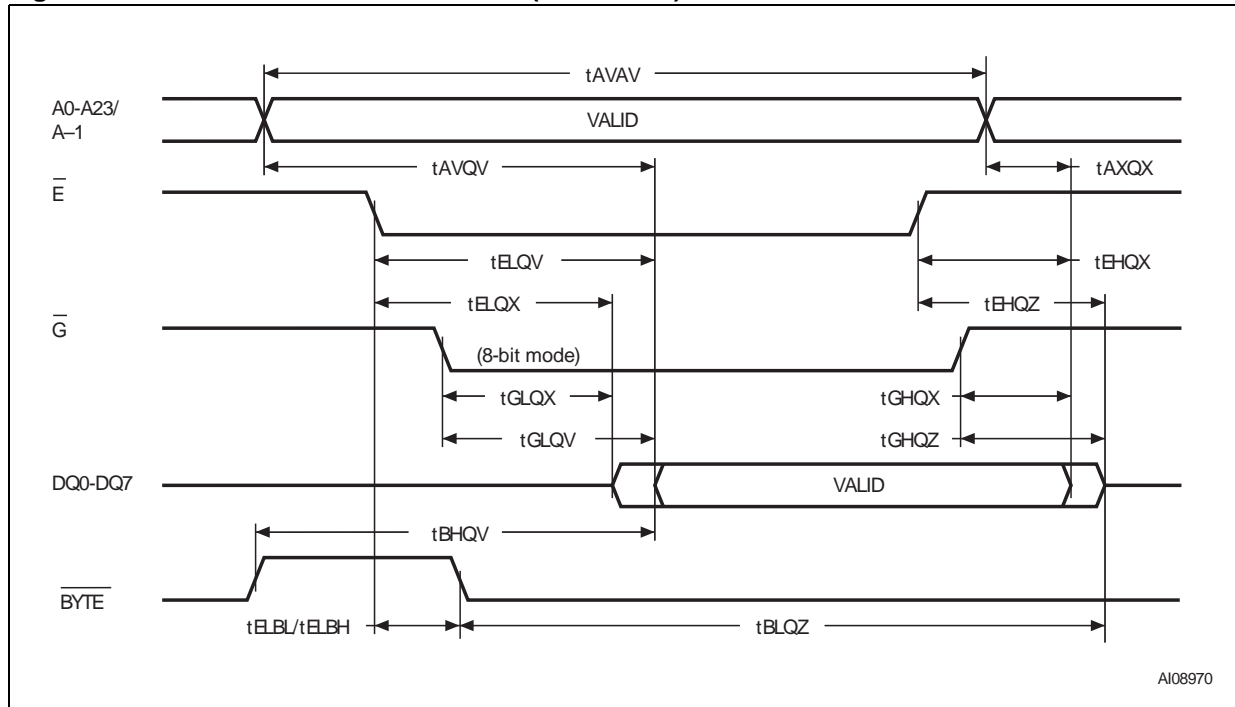 tAVAV
A0-A23/
A–1
VALID
tAVQV
tAXQX
E
tELQV
tEHQX
tELQX
tEHQZ
G
(8-bit mode)
tGLQX
tGHQX
tGLQV
tGHQZ
DQ0-DQ7
VALID
tBHQV
BYTE
tELBL/tELBH
tBLQZ
AI08970